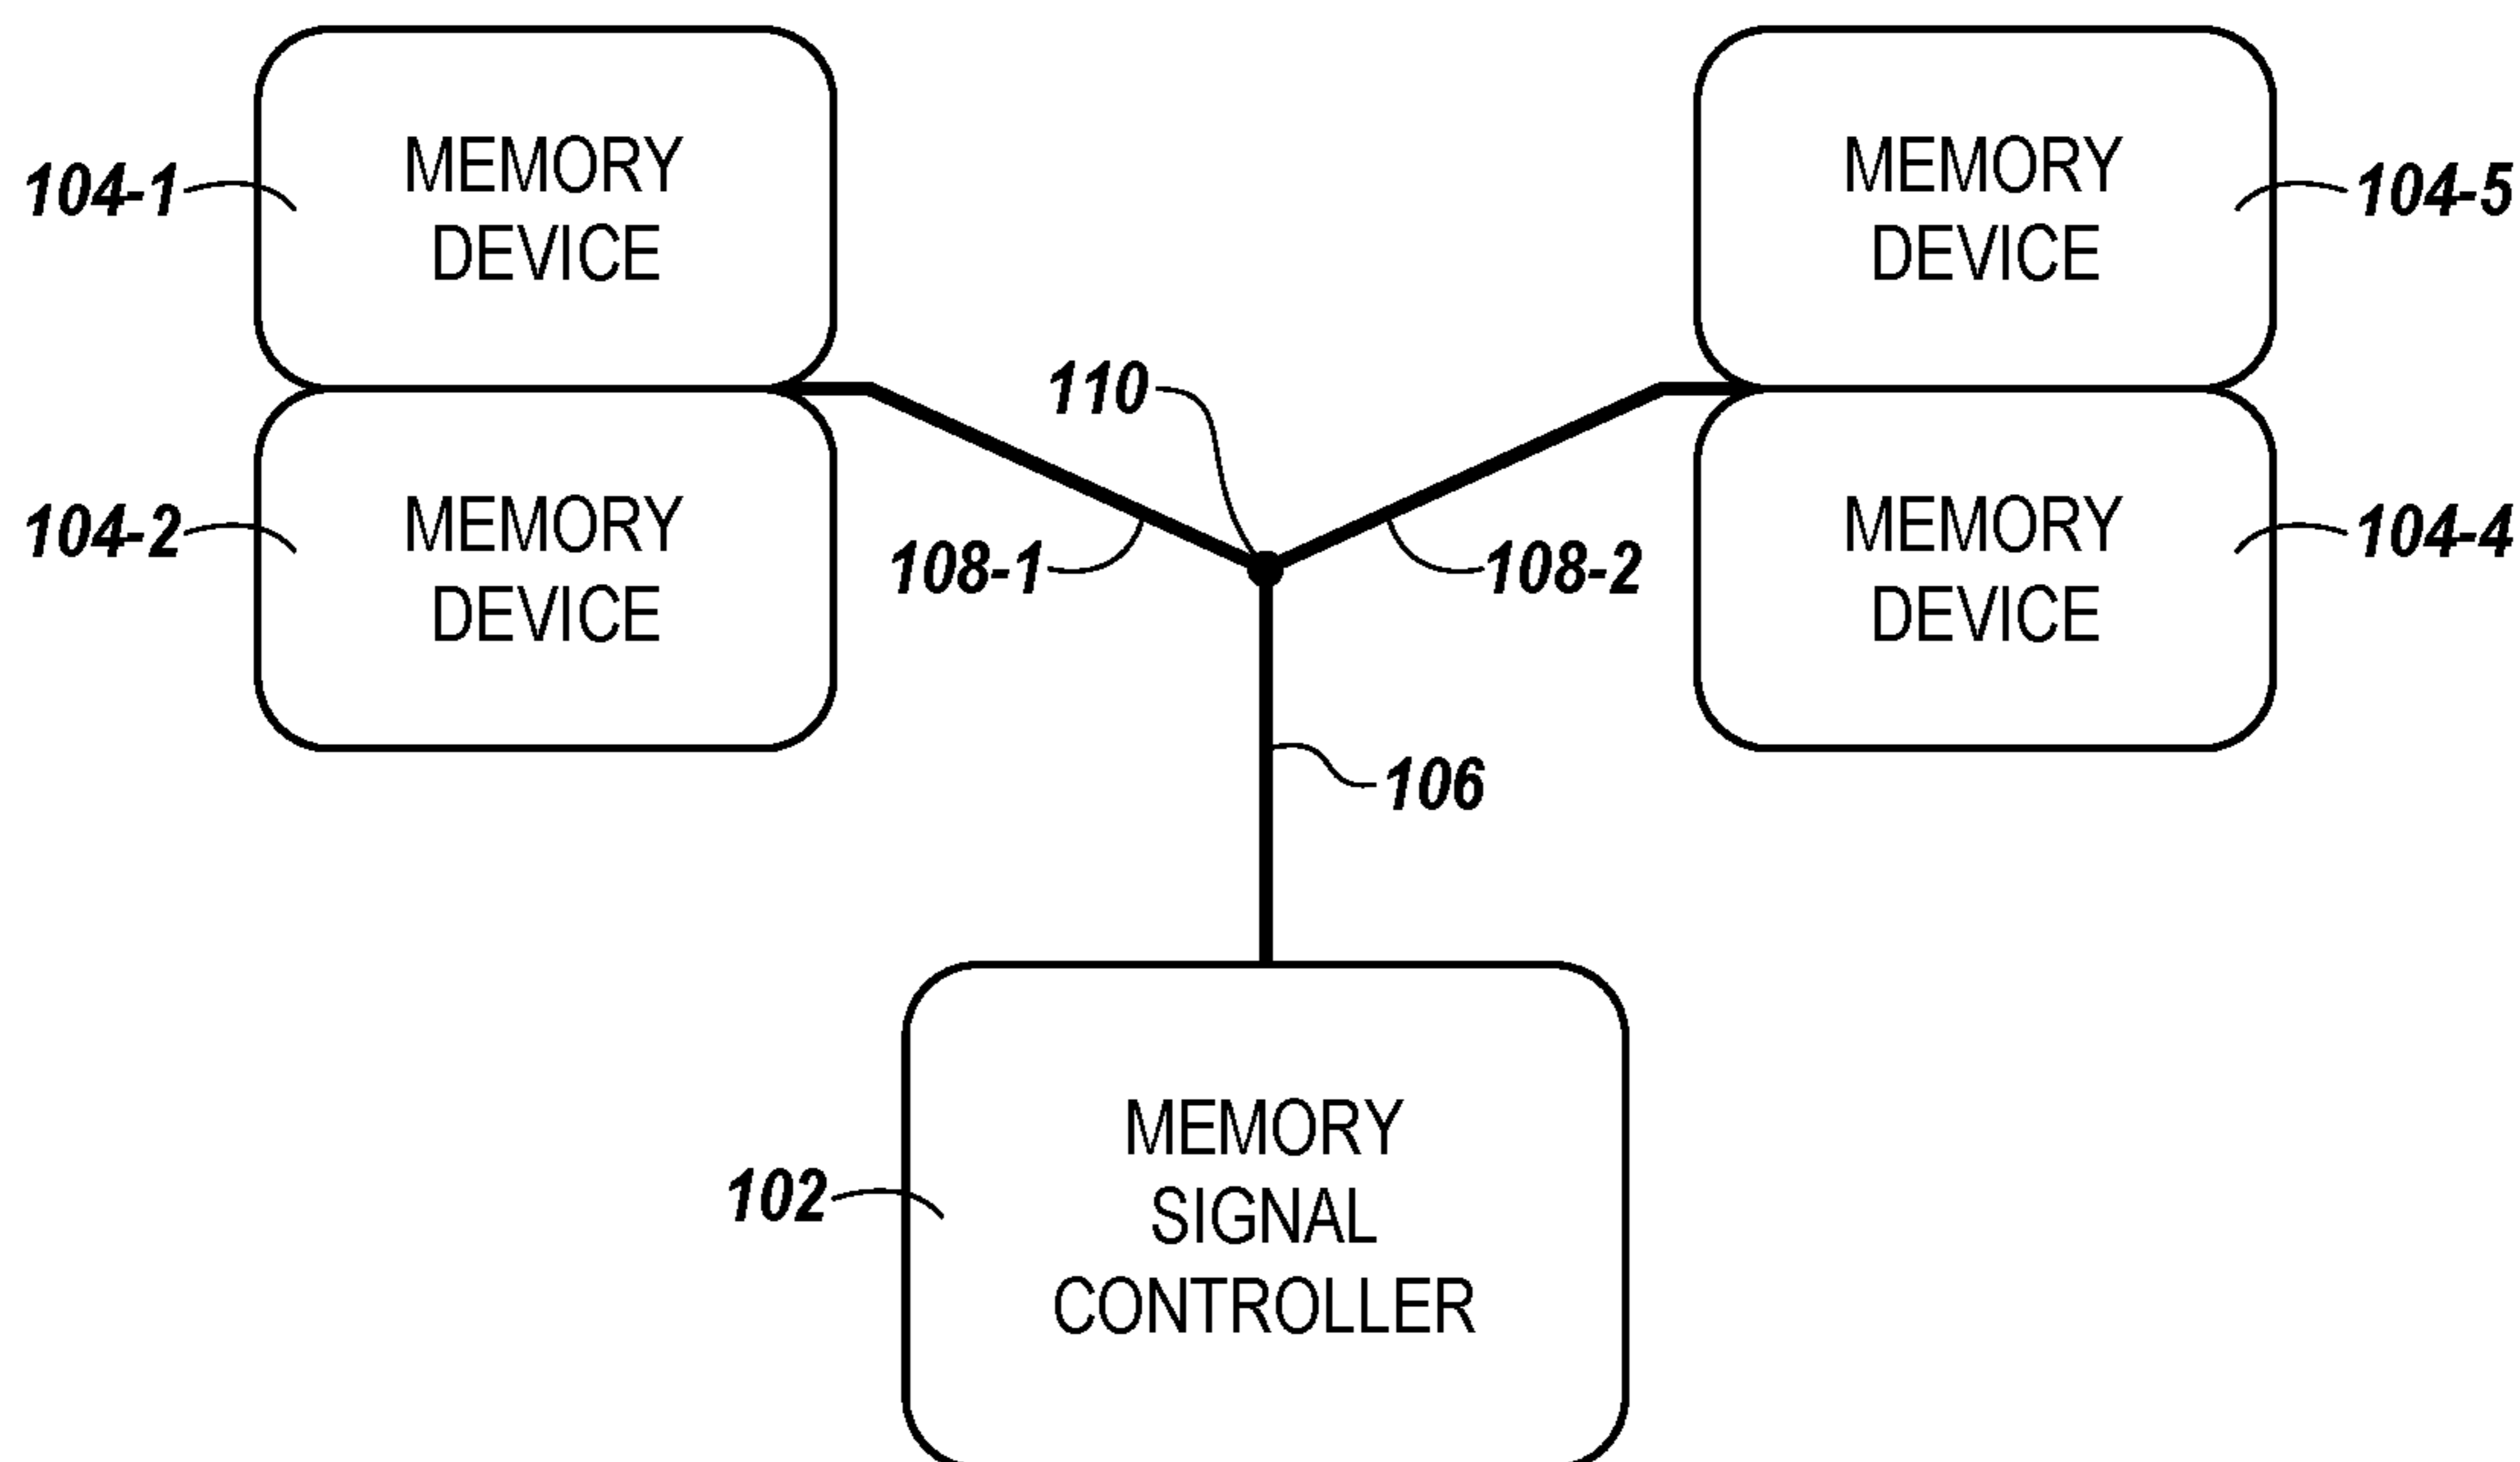 104-1
MEMORY
DEVICE
104-2
MEMORY
DEVICE
MEMORY
DEVICE
104-5
MEMORY
DEVICE
104-4
110
108-1
108-2
106
102
MEMORY
SIGNAL
CONTROLLER